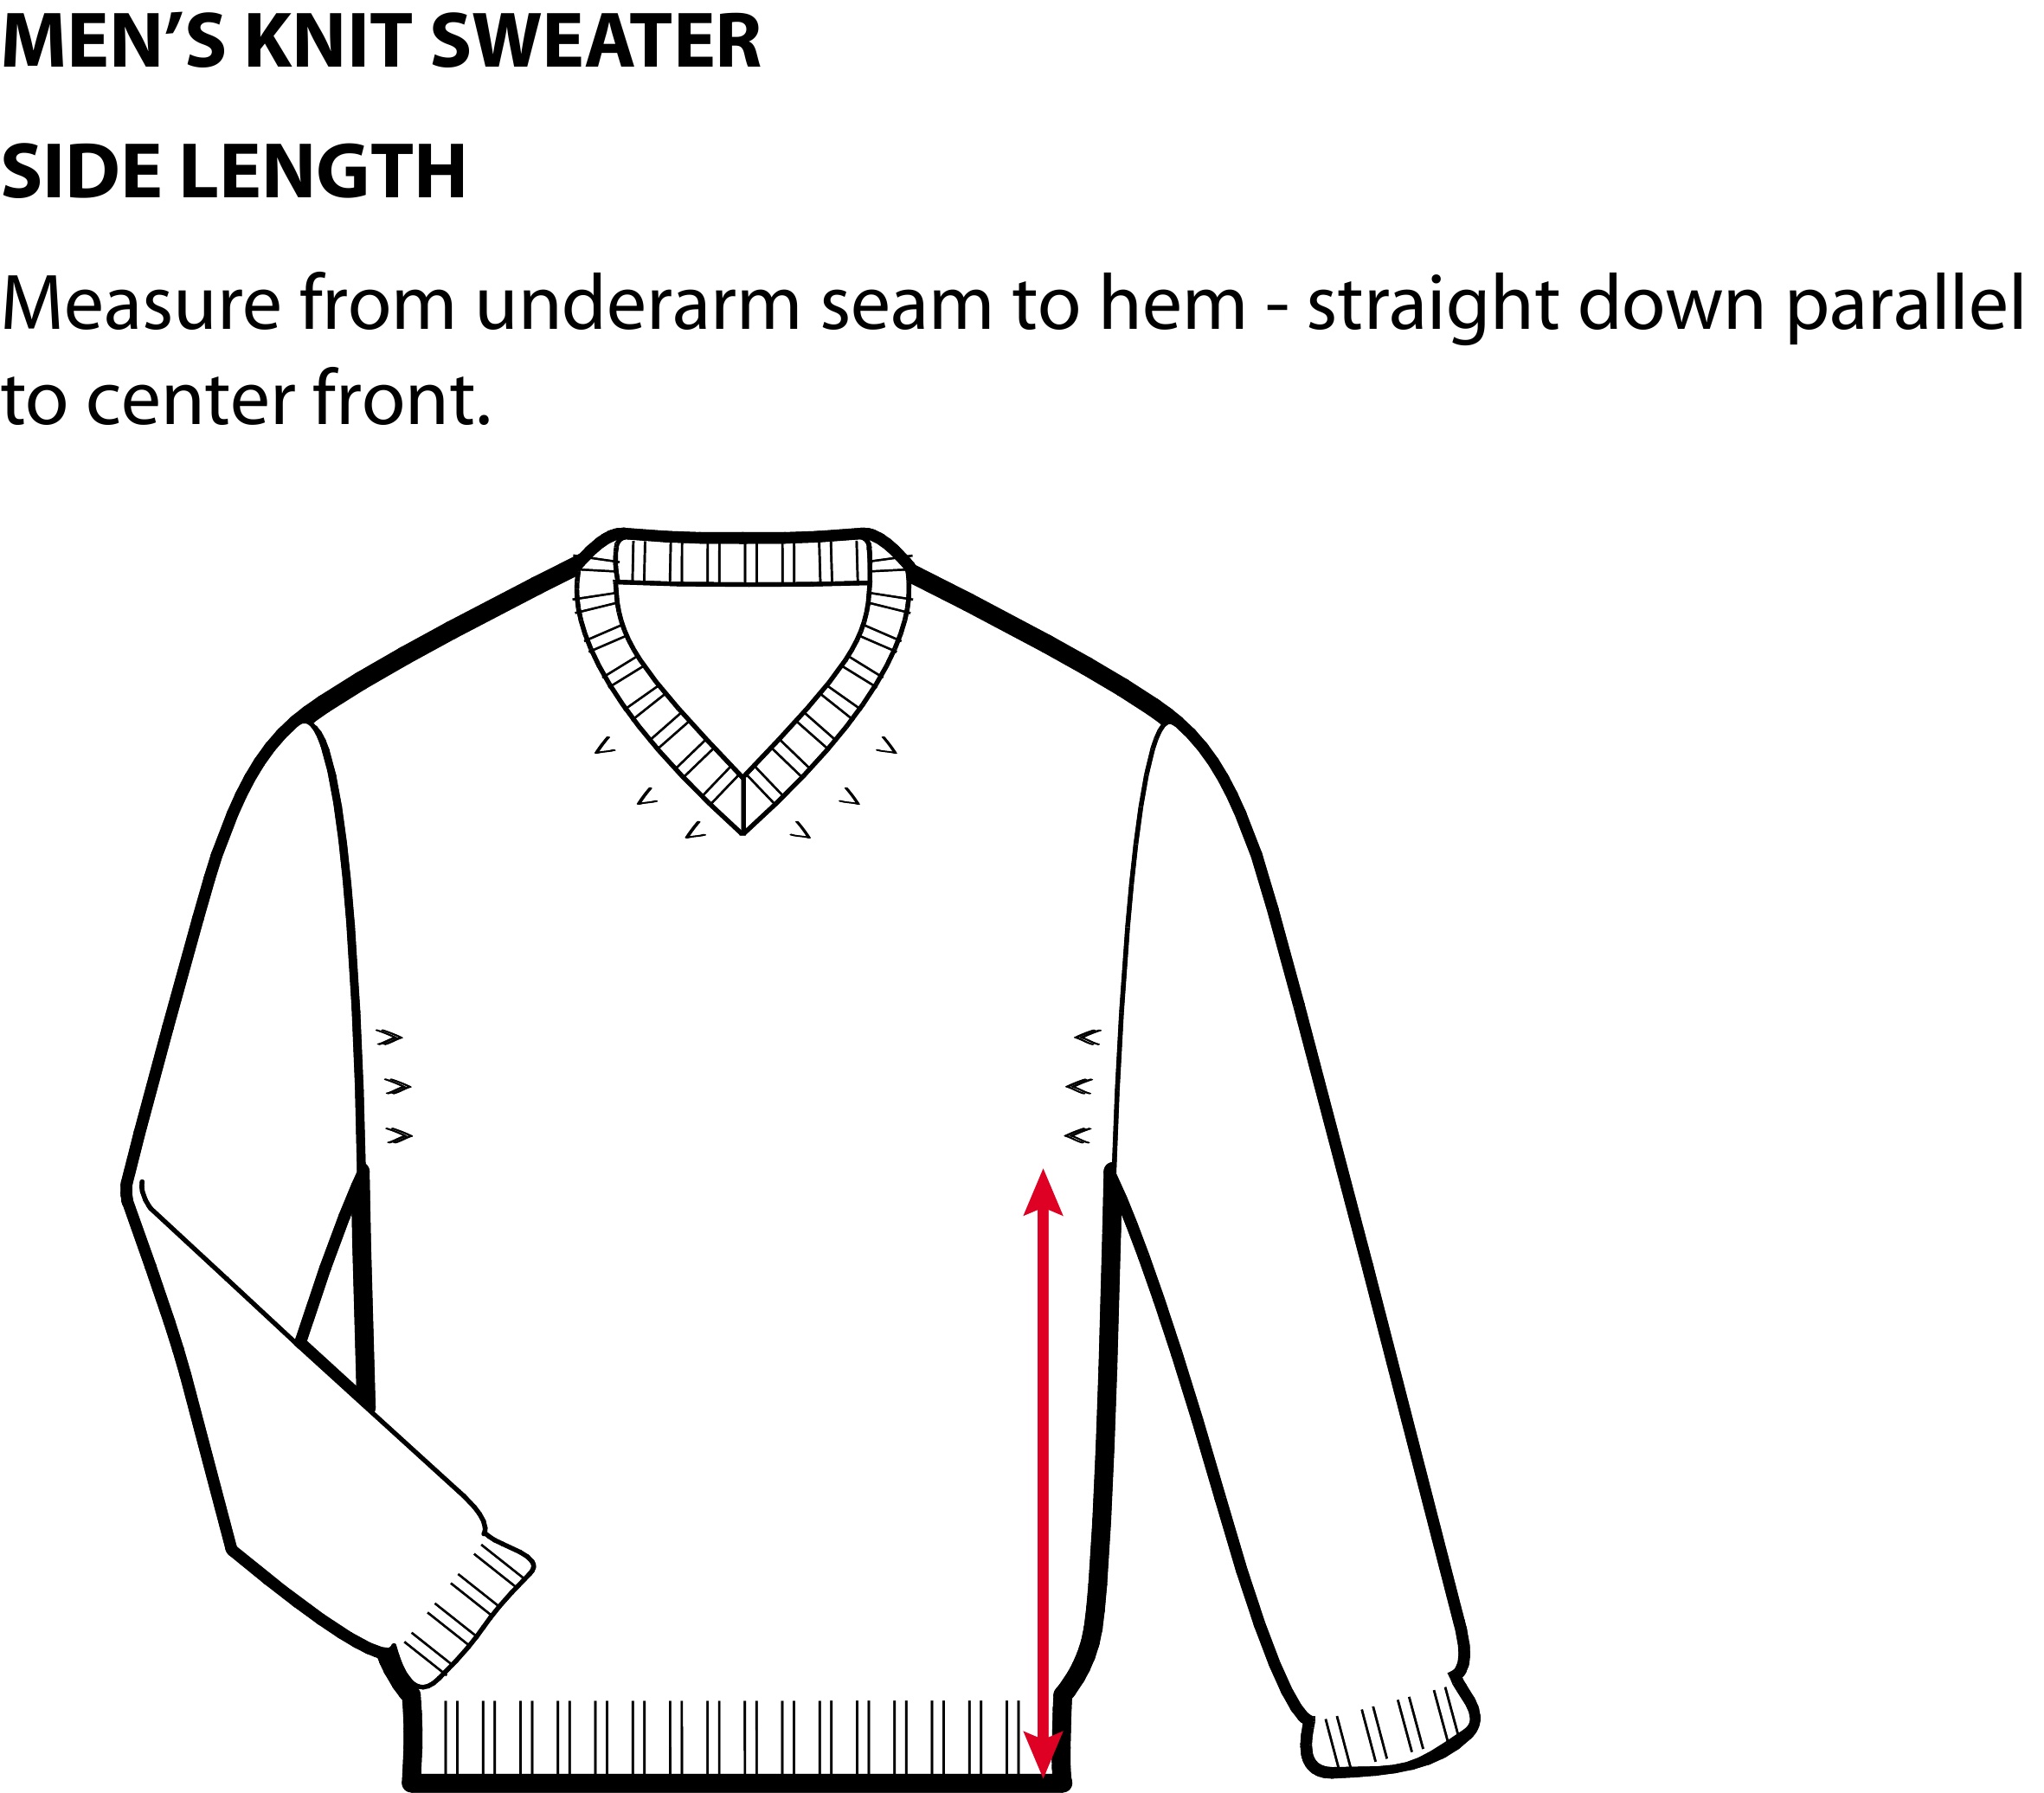 MEN’S KNIT SWEATER
SIDE LENGTH
Measure from underarm seam to hem - straight down parallel
to center front.